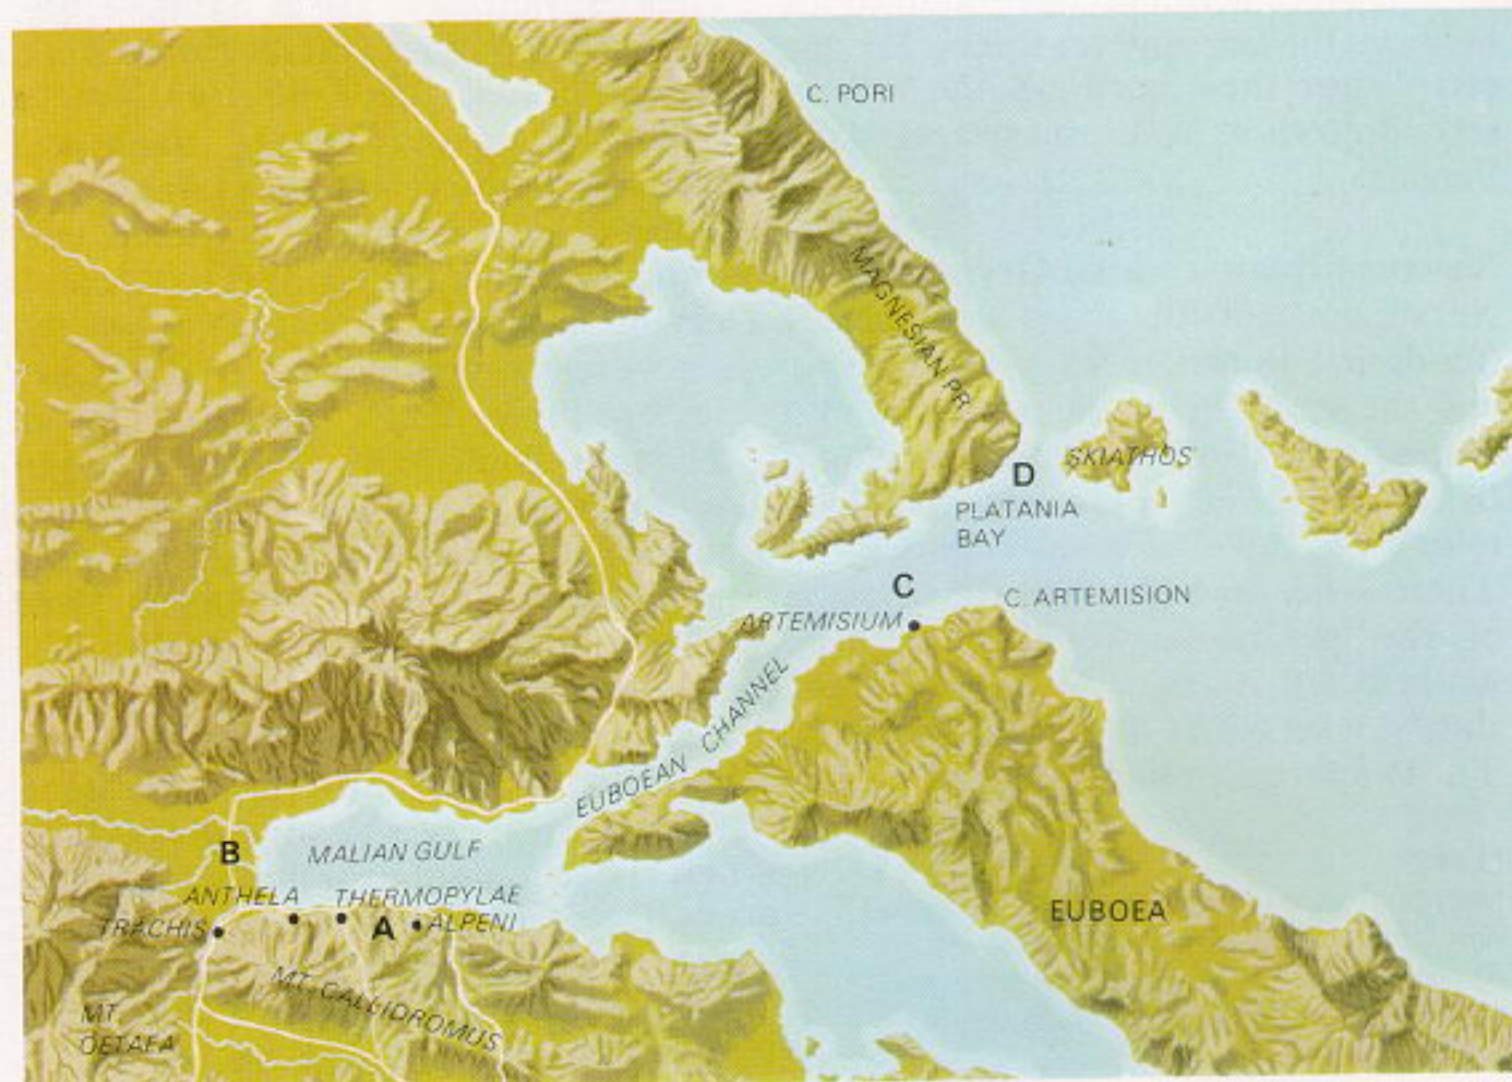 C. PORI
MAGNESIAN PR
SKIATHOS
D
PLATANIA
BAY
C
C. ARTEMISION
ARTEMISIUM
EUBOEAN CHANNEL
B
MALIAN GULF
ANTHELA
THERMOPYLAE
TRACHIS
A
ALPENI
EUBOEA
MT. CALLIDROMUS
MT.
OETAEA